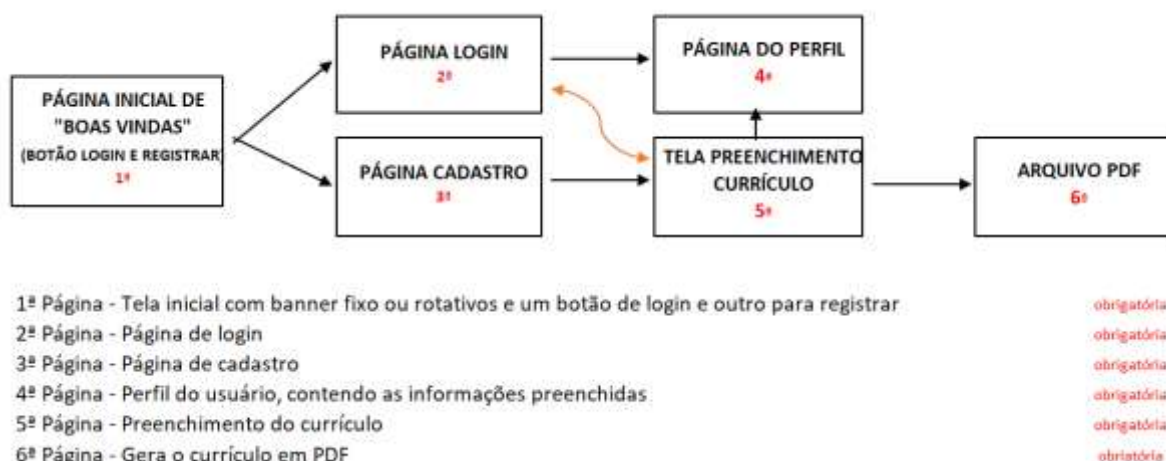 PÁGINA INICIAL DE
"BOAS VINDAS"
(BOTÃO LOGIN E REGISTRAR)
1ª
PÁGINA LOGIN
2ª
PÁGINA CADASTRO
3ª
PÁGINA DO PERFIL
4ª
TELA PREENCHIMENTO
CURRÍCULO
5ª
ARQUIVO PDF
6ª
1ª Página - Tela inicial com banner fixo ou rotativos e um botão de login e outro para registrar obrigatória
2ª Página - Página de login obrigatória
3ª Página - Página de cadastro obrigatória
4ª Página - Perfil do usuário, contendo as informações preenchidas obrigatória
5ª Página - Preenchimento do currículo obrigatória
6ª Página - Gera o currículo em PDF obriatória